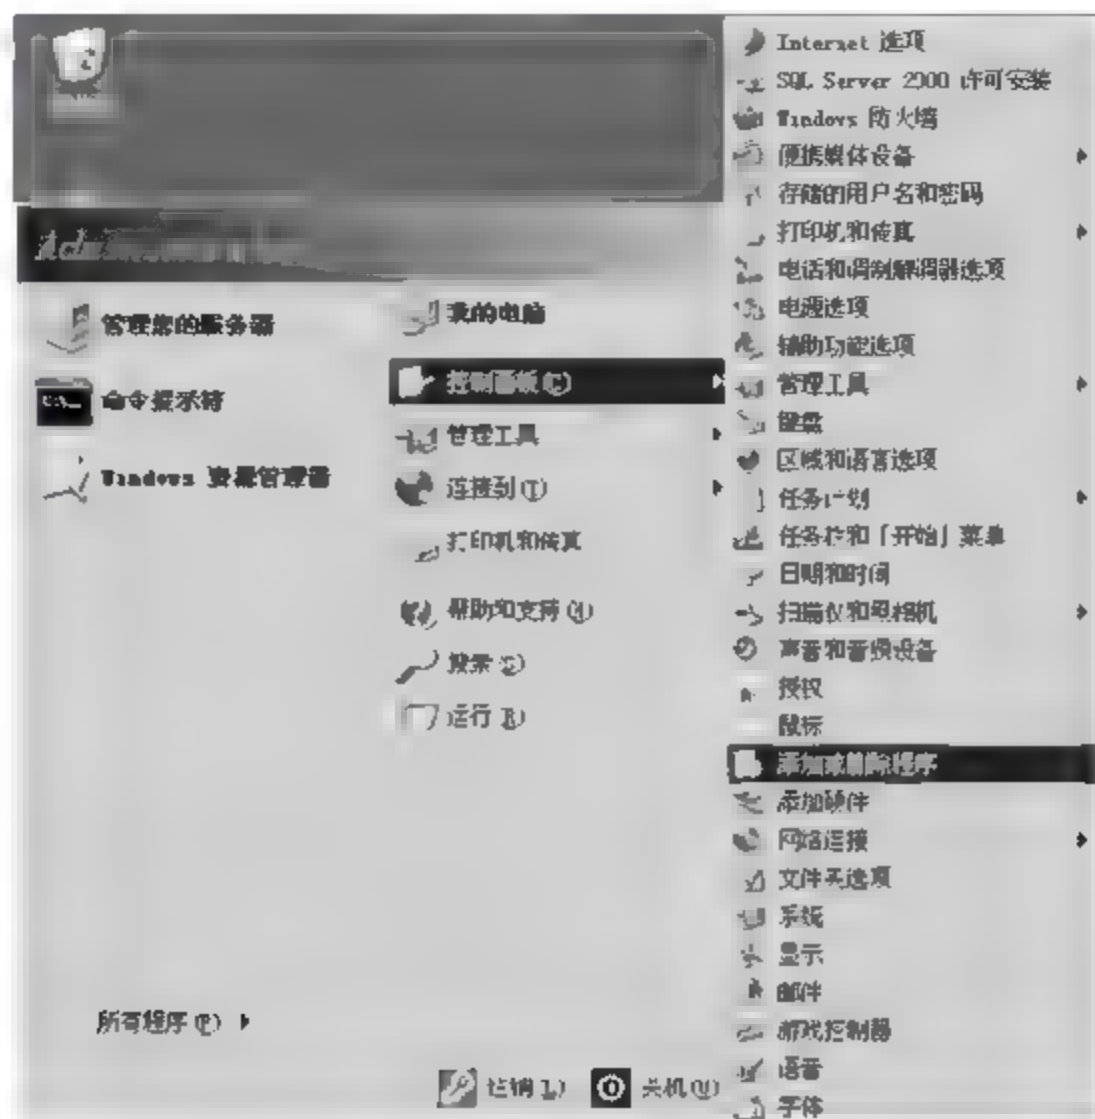 管理您的服务器
命令提示符
Windows 资源管理器
所有程序(P)
我的电脑
控制面板(C)
管理工具
连接到(T)
打印机和传真
帮助和支持(H)
搜索(S)
运行(R)
注销(L)
关机(U)
Internet 选项
SQL Server 2000 许可安装
Windows 防火墙
便携媒体设备
存储的用户名和密码
打印机和传真
电话和调制解调器选项
电源选项
辅助功能选项
管理工具
键盘
区域和语言选项
任务计划
任务栏和「开始」菜单
日期和时间
扫描仪和照相机
声音和音频设备
授权
鼠标
添加或删除程序
添加硬件
网络连接
文件夹选项
系统
显示
邮件
游戏控制器
语音
字体